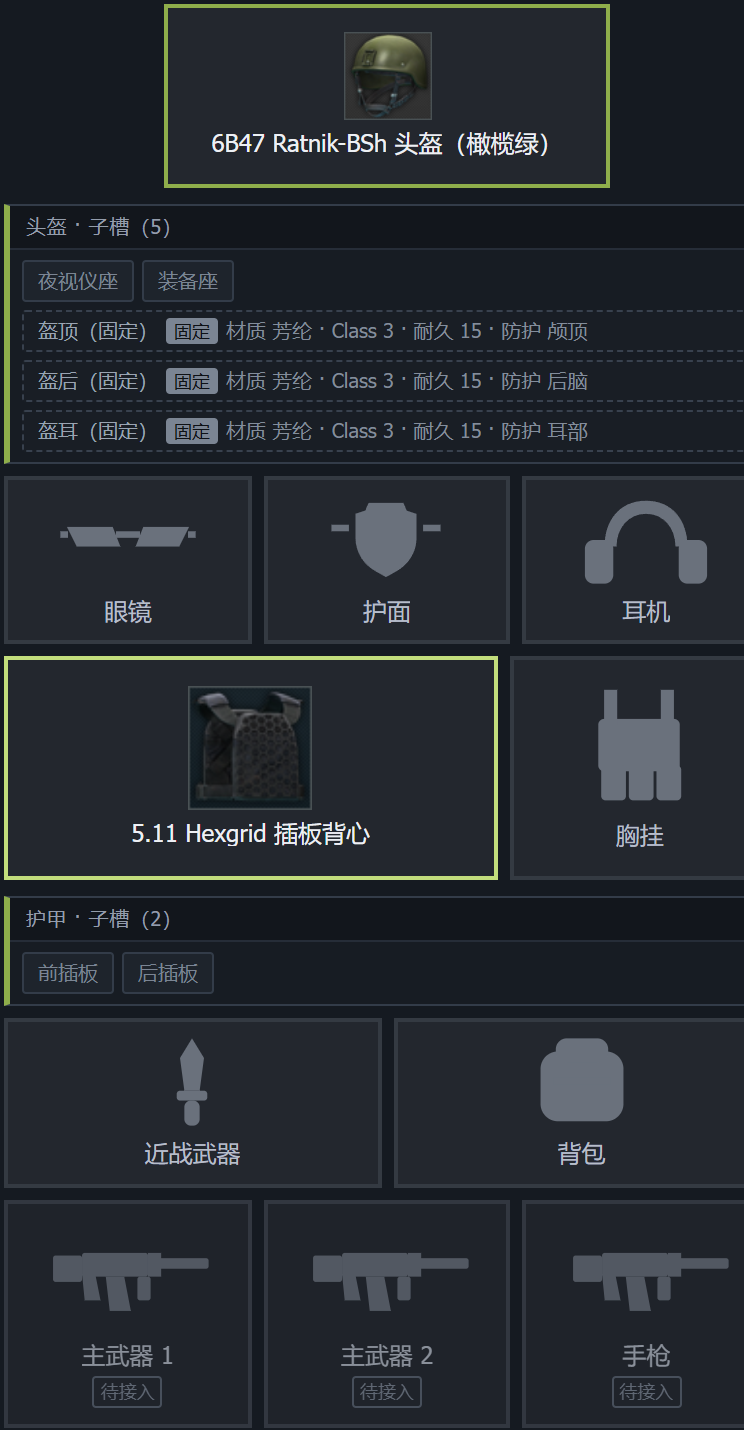 6B47 Ratnik-BSh 头盔（橄榄绿）
头盔 · 子槽（5）
夜视仪座 装备座
盔顶（固定） 固定 材质 芳纶 · Class 3 · 耐久 15 · 防护 颅顶
盔后（固定） 固定 材质 芳纶 · Class 3 · 耐久 15 · 防护 后脑
盔耳（固定） 固定 材质 芳纶 · Class 3 · 耐久 15 · 防护 耳部
眼镜 护面 耳机
5.11 Hexgrid 插板背心 胸挂
护甲 · 子槽（2）
前插板 后插板
近战武器 背包
主武器 1 主武器 2 手枪
待接入 待接入 待接入